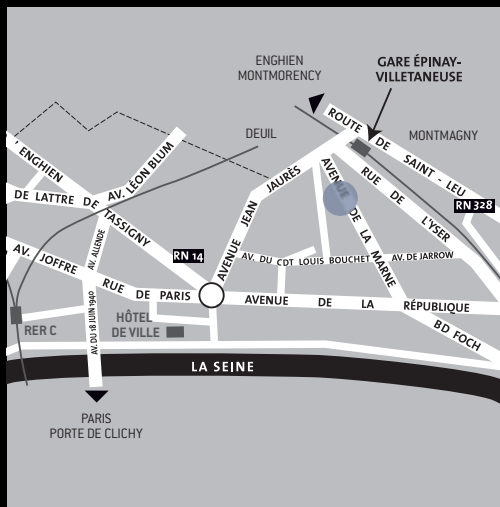 ENGHIEN
MONTMORENCY
GARE ÉPINAY-
VILLETANEUSE
ROUTE DE SAINT - LEU
DEUIL
MONTMAGNY
' ENGHIEN
AV. LÉON BLUM
DE LATTRE DE TASSIGNY
AVENUE JEAN JAURÈS
AVENUE DE LA MARNE
RUE DE L'YSER
RN 328
AV. JOFFRE
AV. ALLENDE
RN 14
AV. DU CDT LOUIS BOUCHET
AV. DE JARROW
RUE DE PARIS
AVENUE DE LA RÉPUBLIQUE
AV. DU 18 JUIN 1940
HÔTEL
DE VILLE
RER C
BD FOCH
LA SEINE
PARIS
PORTE DE CLICHY